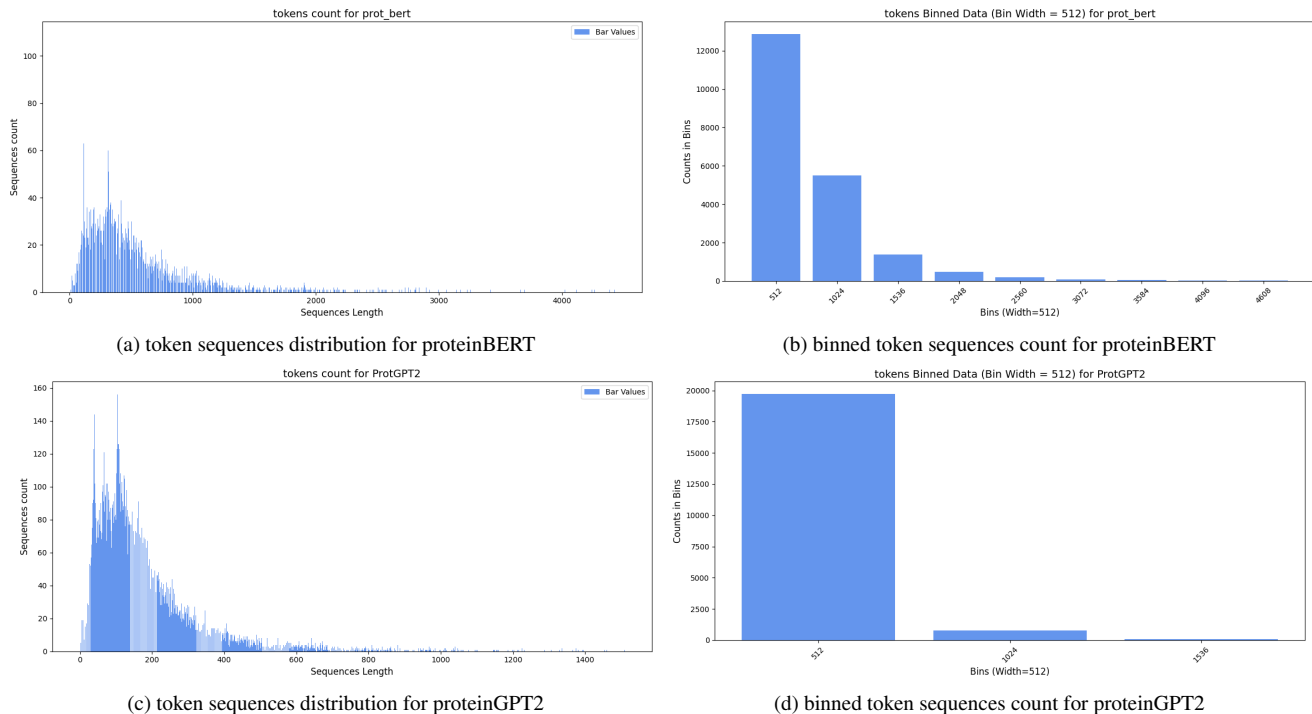 tokens count for prot_bert
Bar Values
Sequences count
100
80
60
40
20
0
0 1000 2000 3000 4000
Sequences Length
(a) token sequences distribution for proteinBERT
tokens Binned Data (Bin Width = 512) for prot_bert
Counts in Bins
12000
10000
8000
6000
4000
2000
0
512 1024 1536 2048 2560 3072 3584 4096 4608
Bins (Width=512)
(b) binned token sequences count for proteinBERT
tokens count for ProtGPT2
Bar Values
Sequences count
160
140
120
100
80
60
40
20
0
0 200 400 600 800 1000 1200 1400
Sequences Length
(c) token sequences distribution for proteinGPT2
tokens Binned Data (Bin Width = 512) for ProtGPT2
Counts in Bins
20000
17500
15000
12500
10000
7500
5000
2500
0
512 1024 1536
Bins (Width=512)
(d) binned token sequences count for proteinGPT2